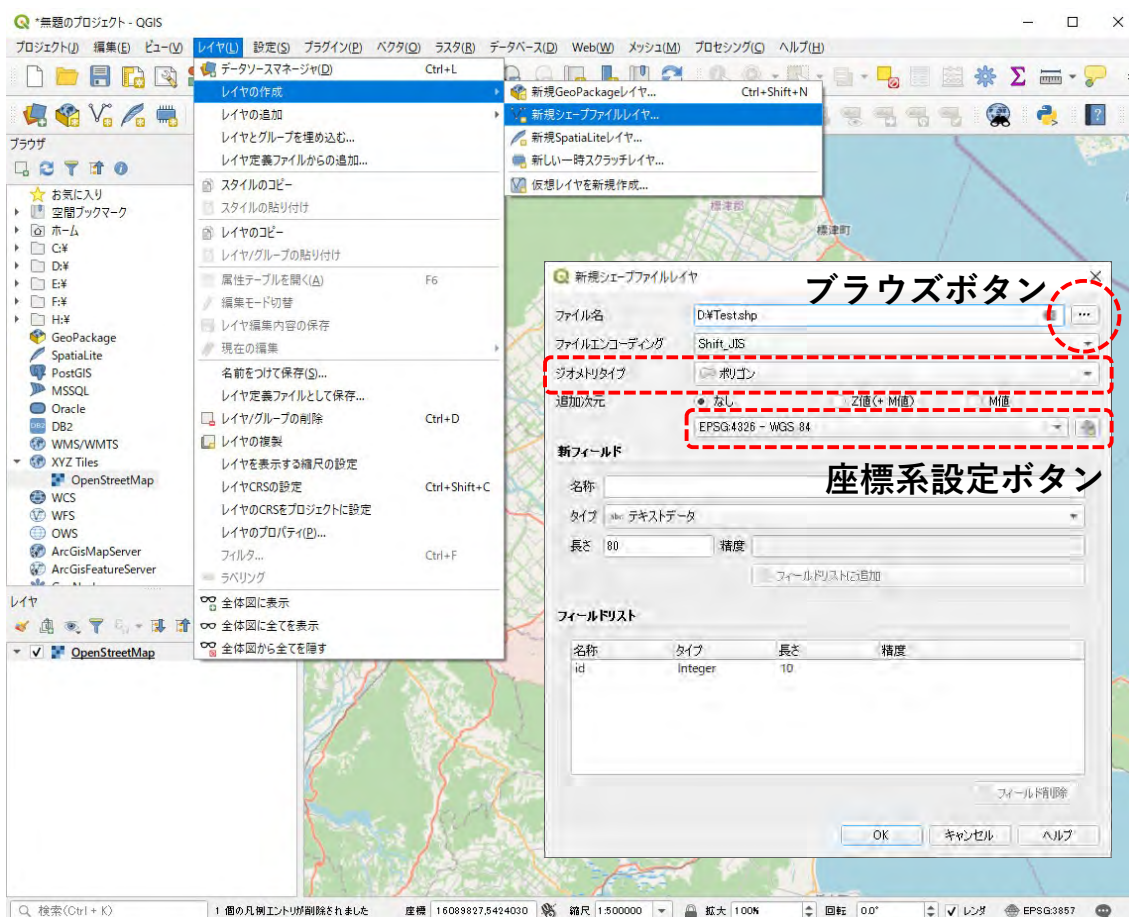 *無題のプロジェクト - QGIS
プロジェクト(J) 編集(E) ビュー(V) レイヤ(L) 設定(S) プラグイン(P) ベクタ(O) ラスタ(R) データベース(D) Web(W) メッシュ(M) プロセシング(C) ヘルプ(H)
データソースマネージャ(D) Ctrl+L
レイヤの作成
レイヤの追加
レイヤとグループを埋め込む...
レイヤ定義ファイルからの追加...
スタイルのコピー
スタイルの貼り付け
レイヤのコピー
レイヤ/グループの貼り付け
属性テーブルを開く(A) F6
編集モード切替
レイヤ編集内容の保存
現在の編集
名前をつけて保存(S)...
レイヤ定義ファイルとして保存...
レイヤ/グループの削除 Ctrl+D
レイヤの複製
レイヤを表示する縮尺の設定
レイヤCRSの設定 Ctrl+Shift+C
レイヤのCRSをプロジェクトに設定
レイヤのプロパティ(P)...
フィルタ... Ctrl+F
ラベリング
全体図に表示
全体図に全てを表示
全体図から全てを隠す
新規GeoPackageレイヤ... Ctrl+Shift+N
新規シェープファイルレイヤ...
新規SpatiaLiteレイヤ...
新しい一時スクラッチレイヤ...
仮想レイヤを新規作成...
ブラウザ
お気に入り
空間ブックマーク
ホーム
C:¥
D:¥
E:¥
F:¥
H:¥
GeoPackage
SpatiaLite
PostGIS
MSSQL
Oracle
DB2
WMS/WMTS
XYZ Tiles
OpenStreetMap
WCS
WFS
OWS
ArcGisMapServer
ArcGisFeatureServer
レイヤ
OpenStreetMap
標津郡
標津町
新規シェープファイルレイヤ
ブラウズボタン
ファイル名 D:¥Test.shp ...
ファイルエンコーディング Shift_JIS
ジオメトリタイプ ポリゴン
追加次元 なし Z値(+ M値) M値
EPSG:4326 - WGS 84
座標系設定ボタン
新フィールド
名称
タイプ abc テキストデータ
長さ 80 精度
フィールドリストに追加
フィールドリスト
名称 タイプ 長さ 精度
id Integer 10
フィールド削除
OK キャンセル ヘルプ
検索(Ctrl + K) 1 個の凡例エントリが削除されました 座標 16089827,5424030 縮尺 1:500000 拡大 100% 回転 0.0° レンダ EPSG:3857